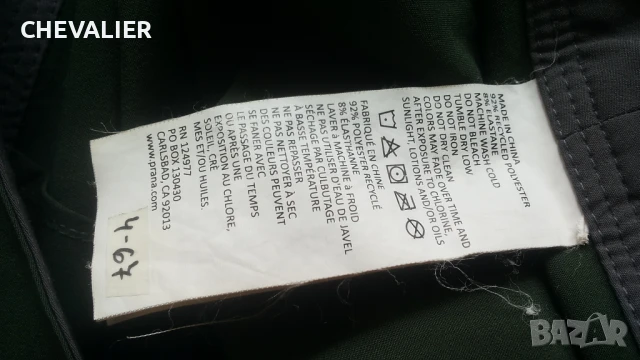 CHEVALIER
MADE IN CHINA
92% RECYCLED POLYESTER
8% ELASTANE
MACHINE WASH COLD
DO NOT BLEACH
TUMBLE DRY LOW
DO NOT IRON
DO NOT DRY CLEAN
COLORS MAY FADE OVER TIME AND
AFTER EXPOSURE TO CHLORINE,
SUNLIGHT, LOTIONS AND/OR OILS
FABRIQUÉ EN CHINE
92% POLYESTER RECYCLÉ
8% ÉLASTHANNE
LAVER À MACHINE À FROID
NE PAS UTILISER D'EAU DE JAVEL
SÉCHAGE PAR CULBUTAGE
À BASSE TEMPÉRATURE
NE PAS REPASSER
NE PAS NETTOYER À SEC
DES COULEURS PEUVENT
SE FANER AVEC
LE PASSAGE DU TEMPS
OU APRÈS UNE
EXPOSITION AU CHLORE,
SOLEIL, CRÈ
MES ET/OU HUILES.
RN 124977
PO BOX 130430
CARLSBAD, CA 92013
WWW.PRANA.COM
4-67
BAZAR
bg